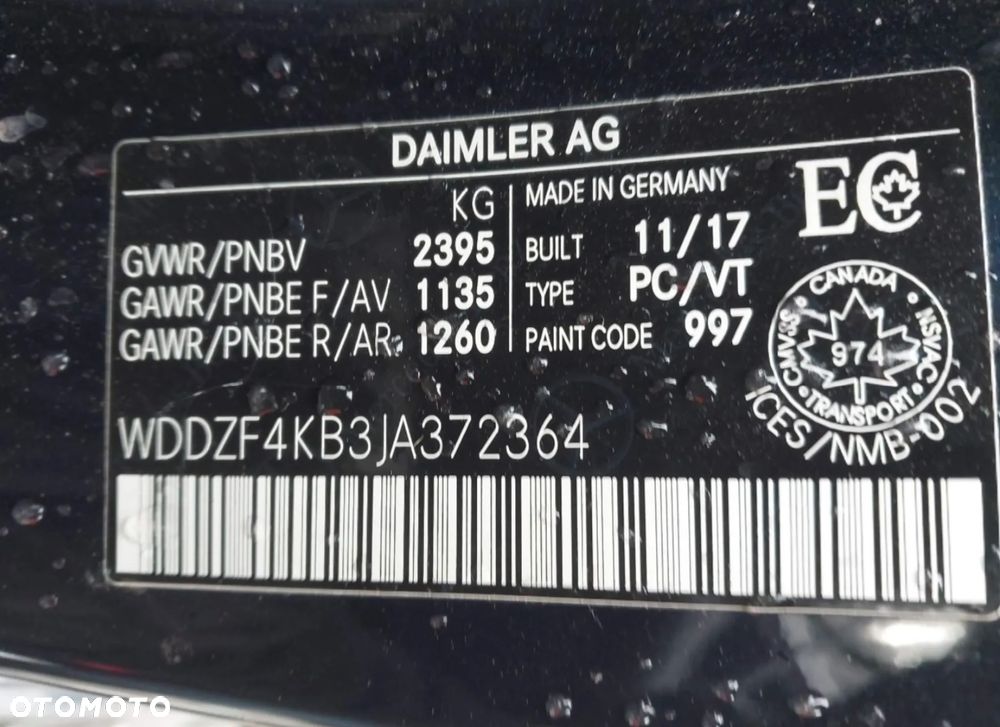 DAIMLER AG
KG
GVWR/PNBV 2395
GAWR/PNBE F/AV 1135
GAWR/PNBE R/AR 1260
MADE IN GERMANY
BUILT 11/17
TYPE PC/VT
PAINT CODE 997
EC
CANADA
NSVAC
TRANSPORT
CMVSS
974
ICES/NMB-002
WDDZF4KB3JA372364
OTOMOTO